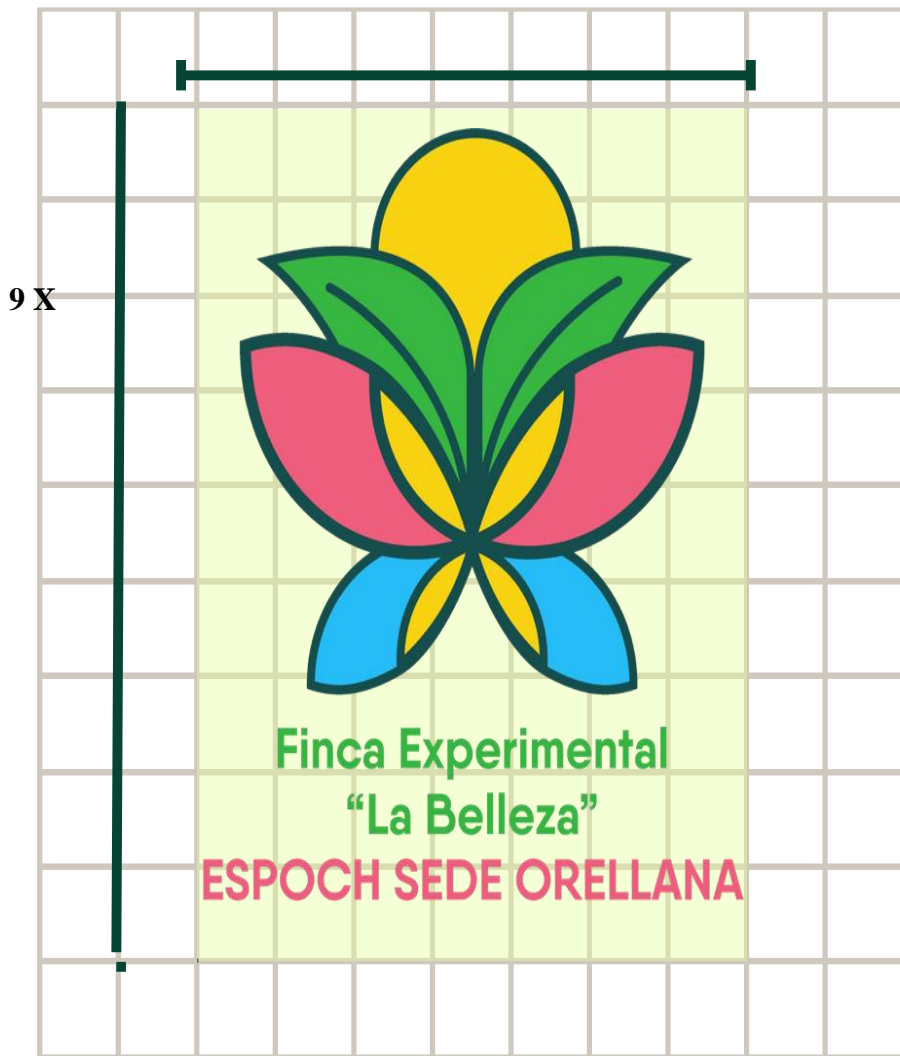 9 X
Finca Experimental
“La Belleza”
ESPOCH SEDE ORELLANA